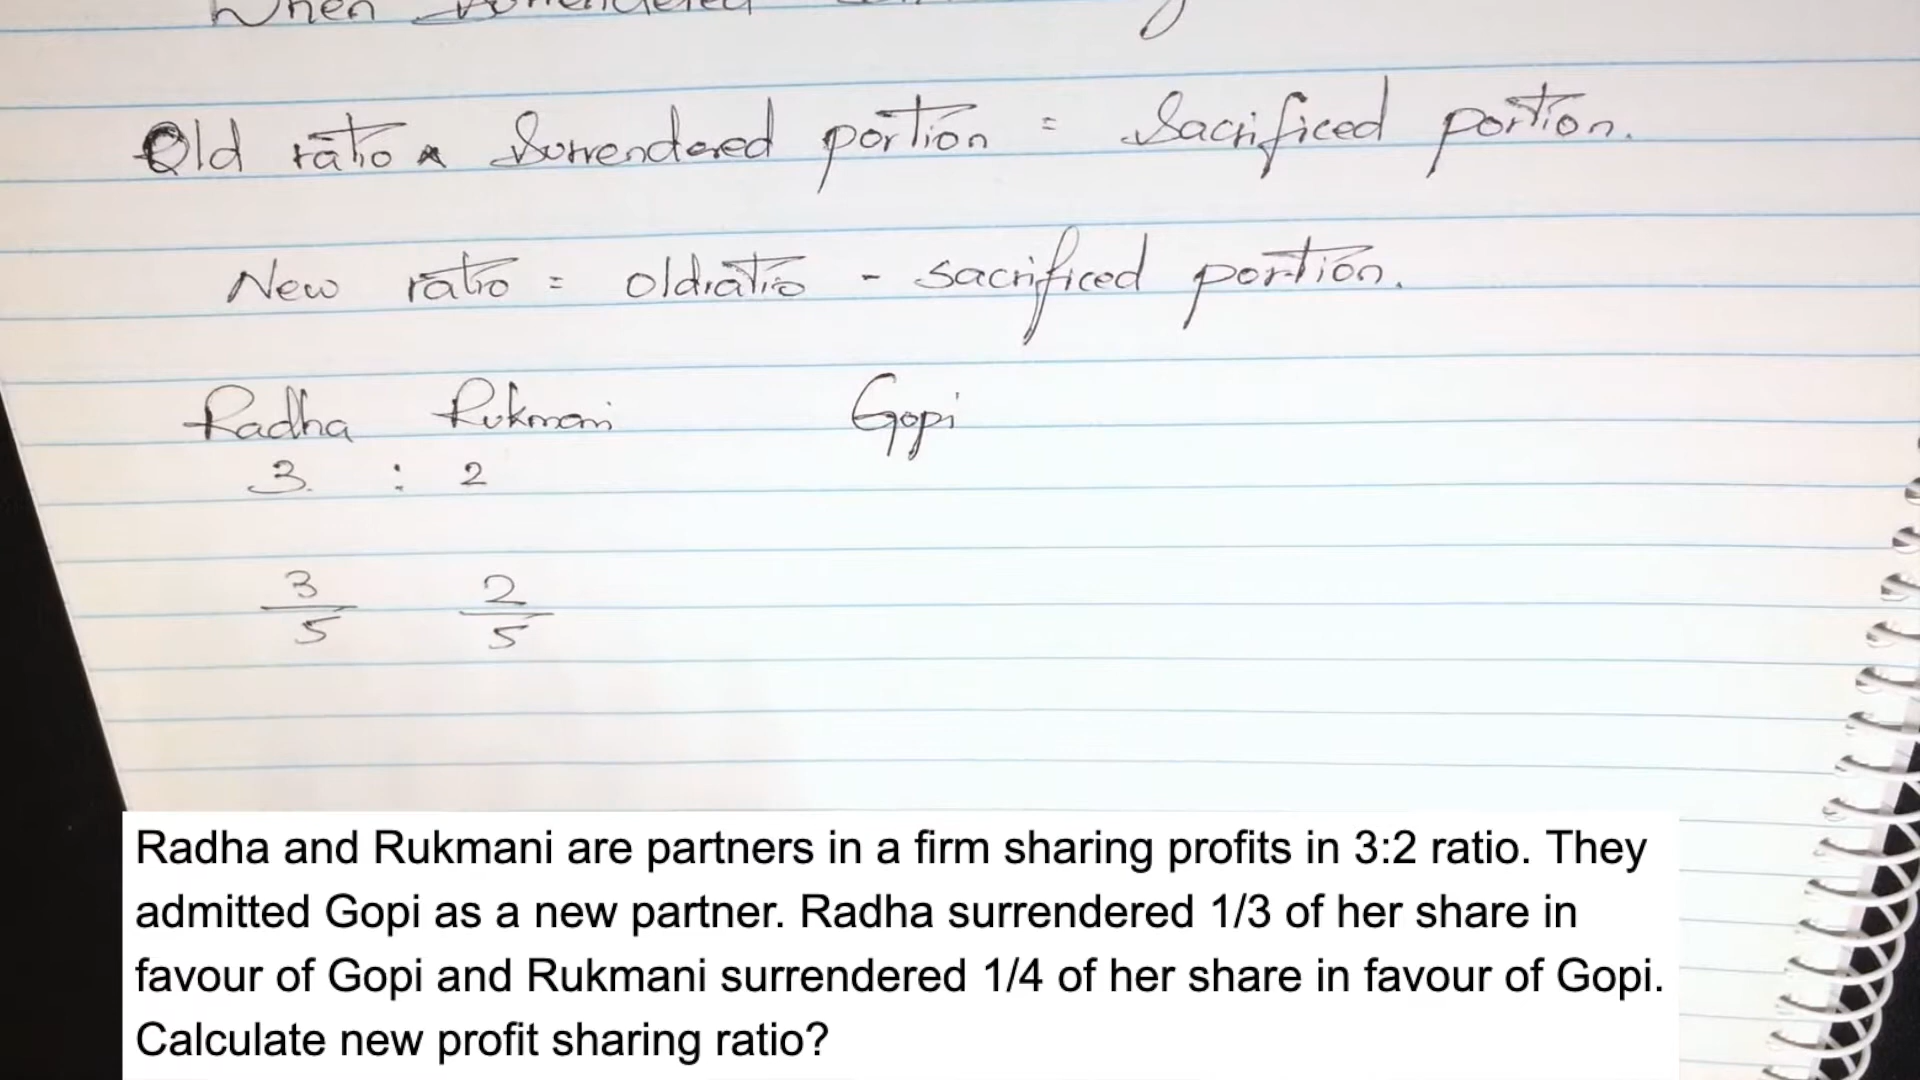 When surrendered
Old ratio x Surrendered portion = Sacrificed portion.
New ratio = old ratio - sacrificed portion.
Radha Rukmani Gopi
3 : 2
3/5 2/5
Radha and Rukmani are partners in a firm sharing profits in 3:2 ratio. They
admitted Gopi as a new partner. Radha surrendered 1/3 of her share in
favour of Gopi and Rukmani surrendered 1/4 of her share in favour of Gopi.
Calculate new profit sharing ratio?